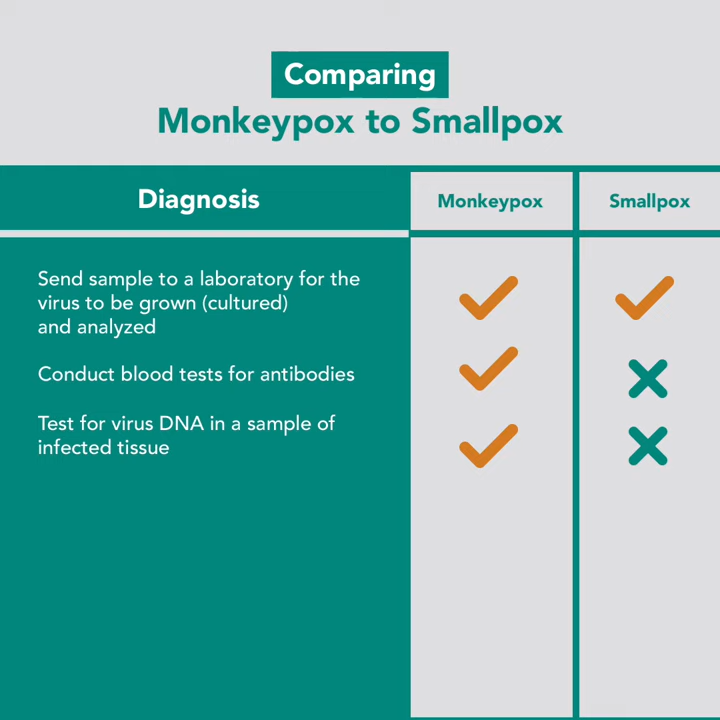 Comparing
Monkeypox to Smallpox
Diagnosis
Monkeypox
Smallpox
Send sample to a laboratory for the
virus to be grown (cultured)
and analyzed
Conduct blood tests for antibodies
Test for virus DNA in a sample of
infected tissue